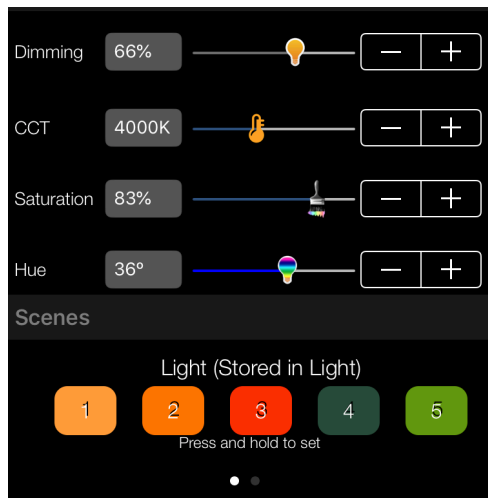 Dimming 66% — +
CCT 4000K — +
Saturation 83% — +
Hue 36º — +
Scenes
Light (Stored in Light)
1 2 3 4 5
Press and hold to set